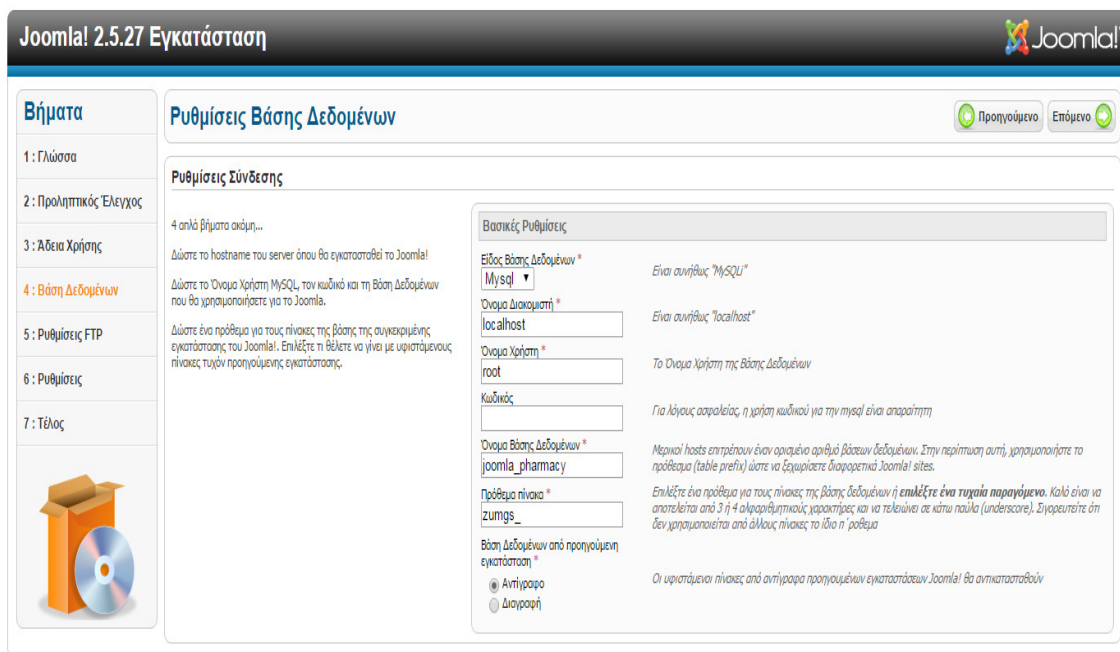 Joomla! 2.5.27 Εγκατάσταση
Joomla!
Βήματα
1 : Γλώσσα
2 : Προληπτικός Έλεγχος
3 : Άδεια Χρήσης
4 : Βάση Δεδομένων
5 : Ρυθμίσεις FTP
6 : Ρυθμίσεις
7 : Τέλος
Ρυθμίσεις Βάσης Δεδομένων
Προηγούμενο
Επόμενο
Ρυθμίσεις Σύνδεσης
4 απλά βήματα ακόμη...
Δώστε το hostname του server όπου θα εγκατασταθεί το Joomla!
Δώστε το Όνομα Χρήστη MySQL, τον κωδικό και τη Βάση Δεδομένων
που θα χρησιμοποιήσετε για το Joomla.
Δώστε ένα πρόθεμα για τους πίνακες της βάσης της συγκεκριμένης
εγκατάστασης του Joomla!. Επιλέξτε τι θέλετε να γίνει με υφιστάμενους
πίνακες τυχόν προηγούμενης εγκατάστασης.
Βασικές Ρυθμίσεις
Είδος Βάσης Δεδομένων *
Mysql
Είναι συνήθως "MySQLi"
Όνομα Διακομιστή *
localhost
Είναι συνήθως "localhost"
Όνομα Χρήστη *
root
Το Όνομα Χρήστη της Βάσης Δεδομένων
Κωδικός
Για λόγους ασφαλείας, η χρήση κωδικού για την mysql είναι απαραίτητη
Όνομα Βάσης Δεδομένων *
joomla_pharmacy
Μερικοί hosts επιτρέπουν έναν ορισμένο αριθμό βάσεων δεδομένων. Στην περίπτωση αυτή, χρησιμοποιήστε το
πρόθεσμα (table prefix) ώστε να ξεχωρίσετε διαφορετικά Joomla! sites.
Πρόθεμα πίνακα *
zumgs_
Επιλέξτε ένα πρόθεμα για τους πίνακες της βάσης δεδομένων ή επιλέξτε ένα τυχαία παραγόμενο. Καλό είναι να
αποτελείται από 3 ή 4 αλφαριθμητικούς χαρακτήρες και να τελειώνει σε κάτω παύλα (underscore). Σιγορευτείτε ότι
δεν χρησιμοποιείται από άλλους πίνακες το ίδιο π΄ροθεμα
Βάση Δεδομένων από προηγούμενη
εγκατάσταση *
Αντίγραφο
Διαγραφή
Οι υφιστάμενοι πίνακες από αντίγραφα προηγουμένων εγκαταστάσεων Joomla! θα αντικατασταθούν